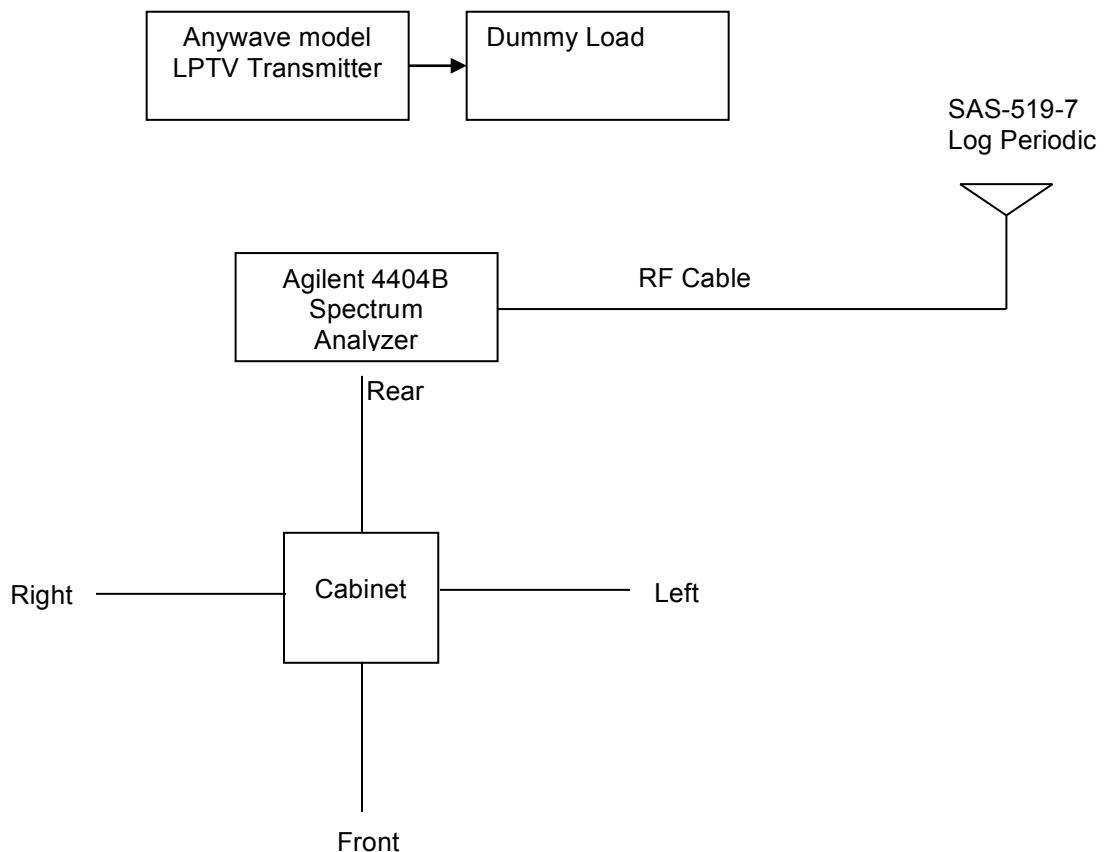 Anywave model
LPTV Transmitter
Dummy Load
SAS-519-7
Log Periodic
Agilent 4404B
Spectrum
Analyzer
RF Cable
Rear
Right
Cabinet
Left
Front